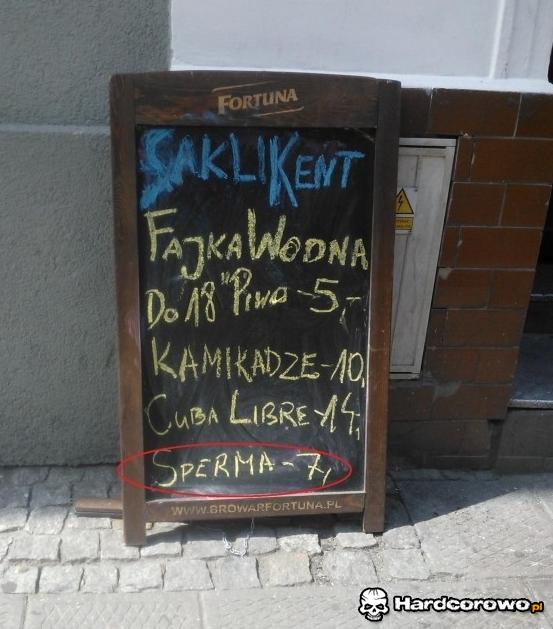 FORTUNA
SAKLIKENT
FAJKA WODNA
DO 18°° PIWO - 5,-
KAMIKADZE - 10,
CUBA LIBRE 14,-
SPERMA - 7,
WWW.BROWARFORTUNA.PL
Hardcorowo.pl